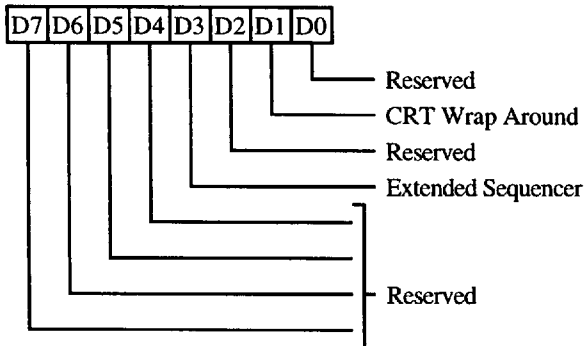 D7 D6 D5 D4 D3 D2 D1 D0
Reserved
CRT Wrap Around
Reserved
Extended Sequencer
Reserved